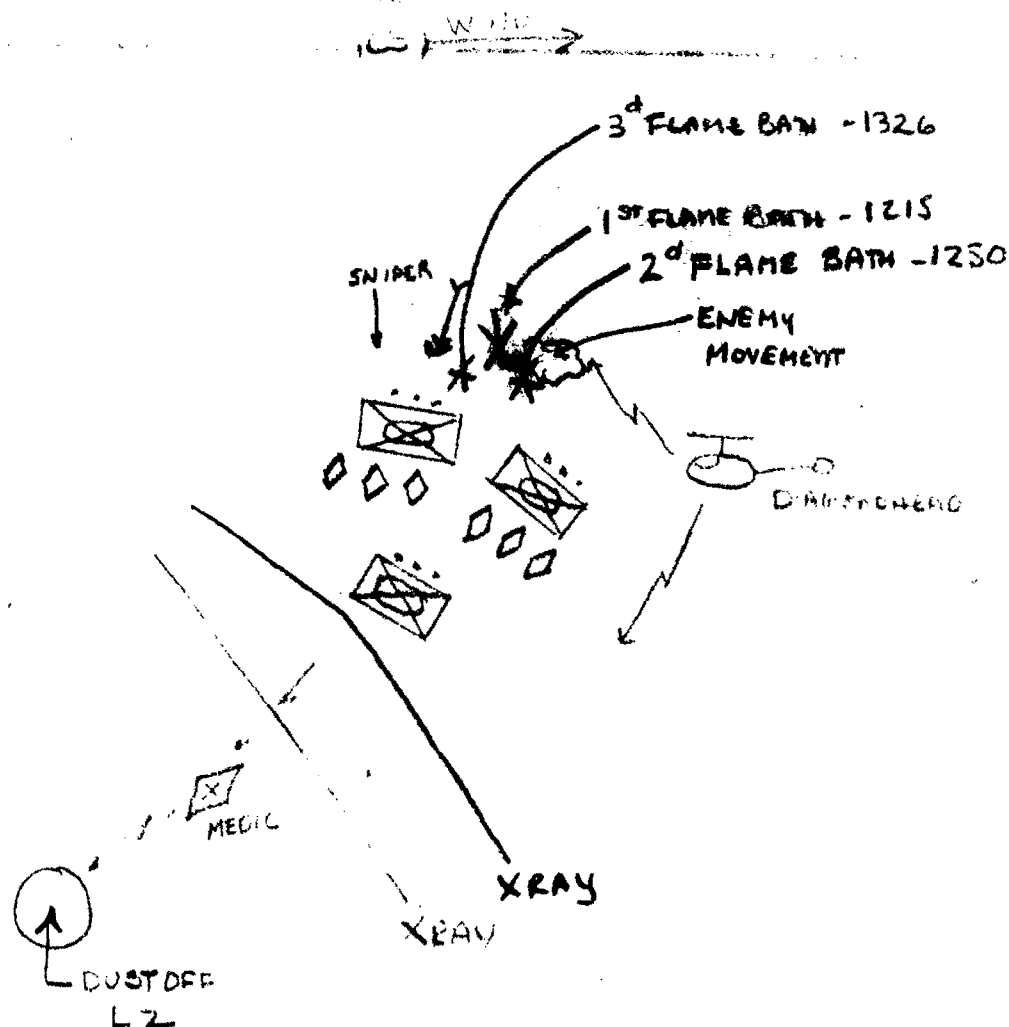 WIND
3d FLAME BATH - 1326
1ST FLAME BATH - 1215
2d FLAME BATH - 1250
SNIPER
ENEMY
MOVEMENT
DIAMONDHEAD
MEDIC
XRAY
XRAY
DUSTOFF
LZ